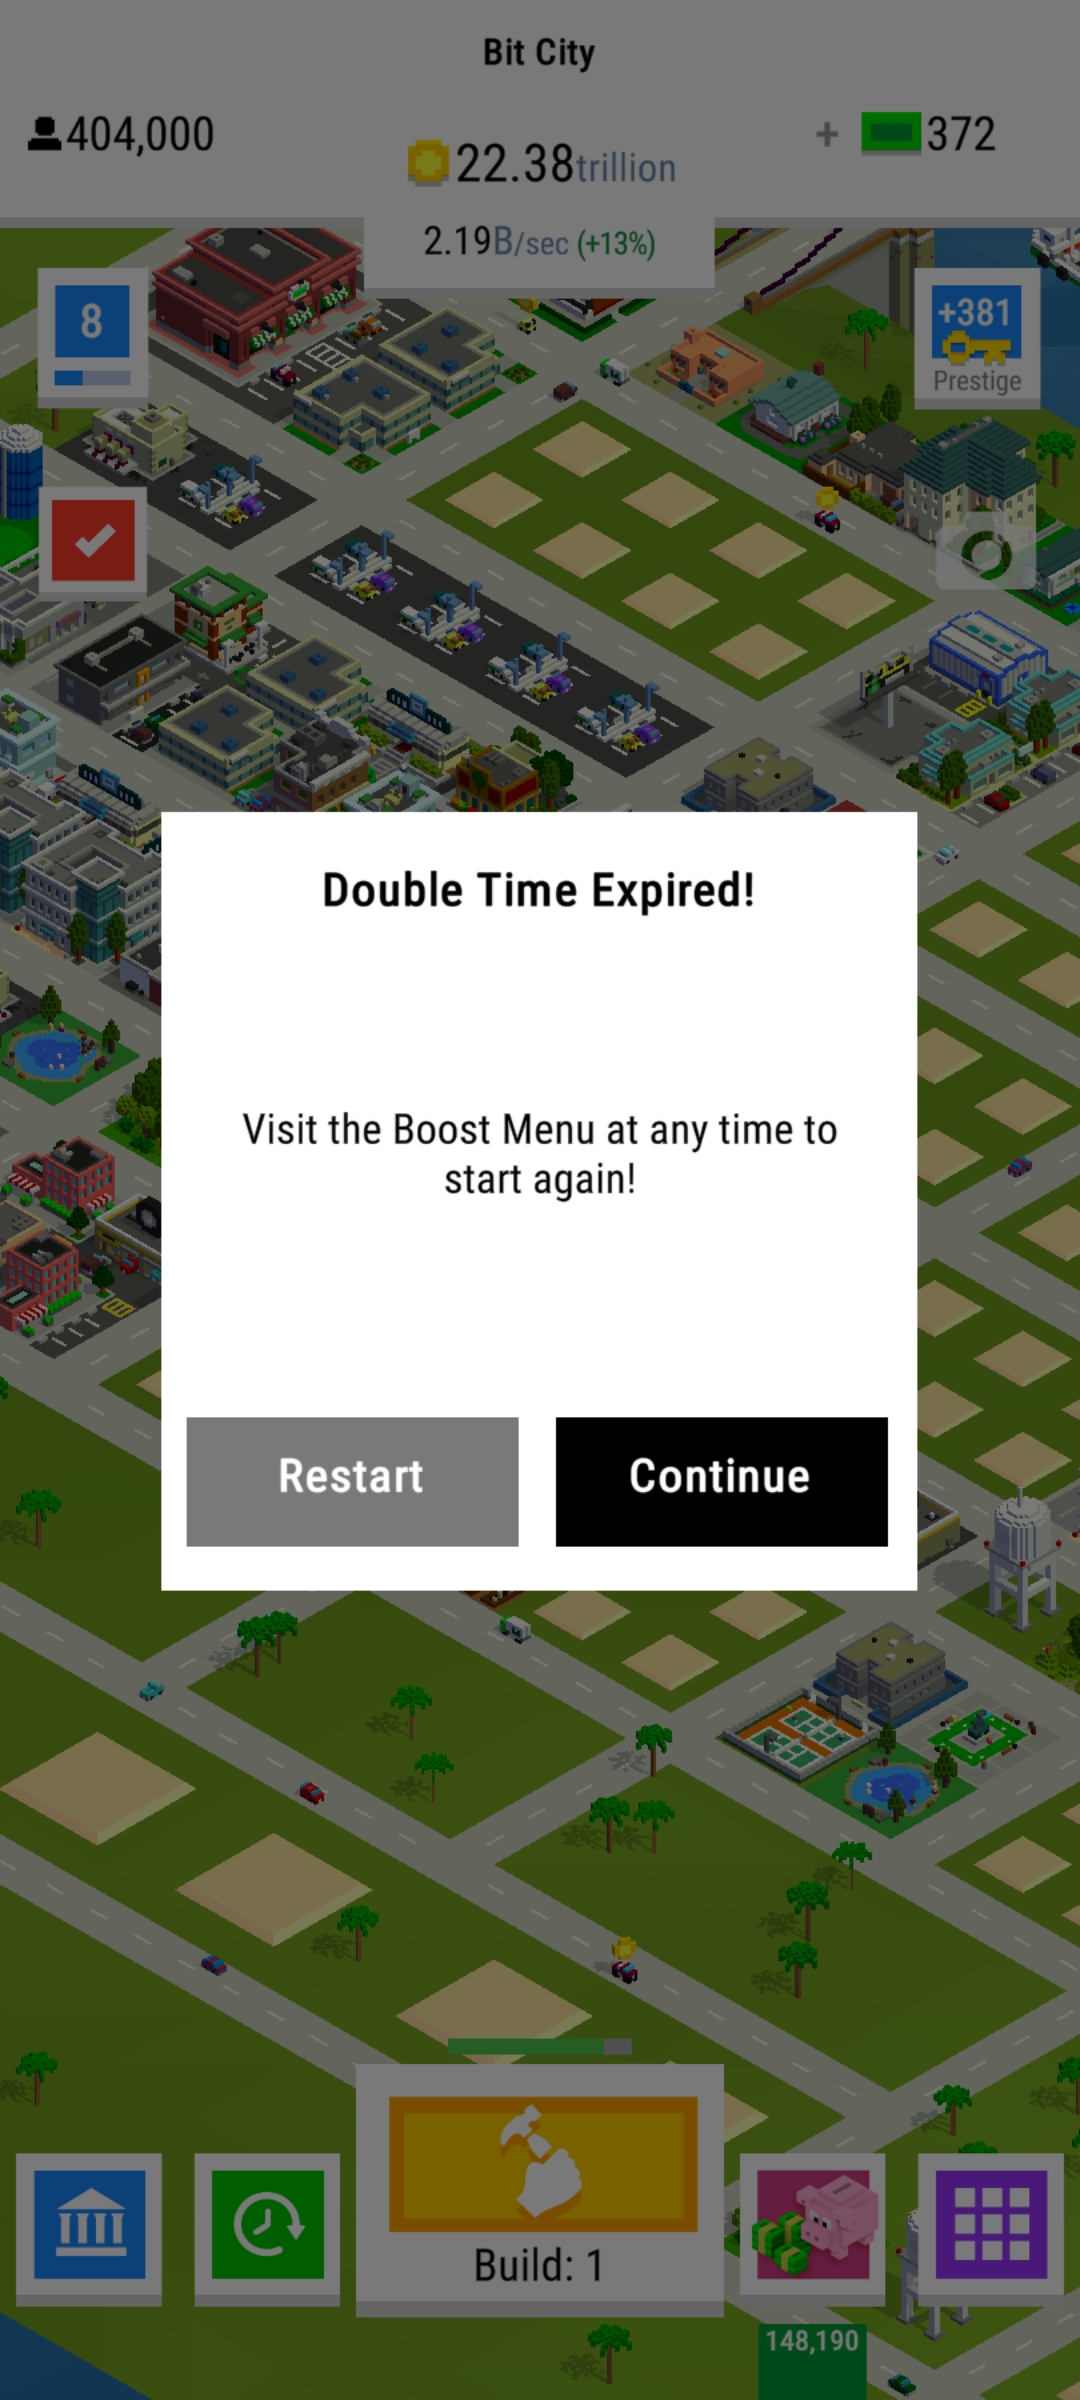 Bit City
404,000
22.38trillion
+ 372
2.19B/sec (+13%)
8
+381
Prestige
Double Time Expired!
Visit the Boost Menu at any time to
start again!
Restart
Continue
Build: 1
148,190